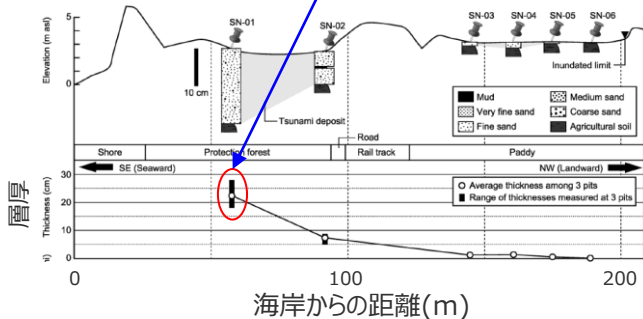 SN-01
SN-02
SN-03
SN-04
SN-05
SN-06
Elevation (m asl)
5
0
10 cm
Inundated limit
Tsunami deposit
Mud
Very fine sand
Fine sand
Medium sand
Coarse sand
Agricultural soil
Road
Shore
Protection forest
Rail track
Paddy
SE (Seaward)
NW (Landward)
層厚
Thickness (cm)
30
20
10
0
Average thickness among 3 pits
Range of thicknesses measured at 3 pits
0
100
200
海岸からの距離(m)